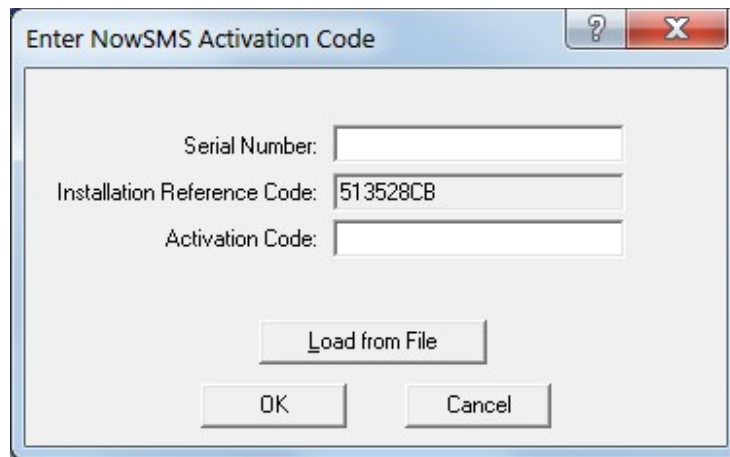 Enter NowSMS Activation Code
Serial Number:
Installation Reference Code: 513528CB
Activation Code:
Load from File
OK Cancel